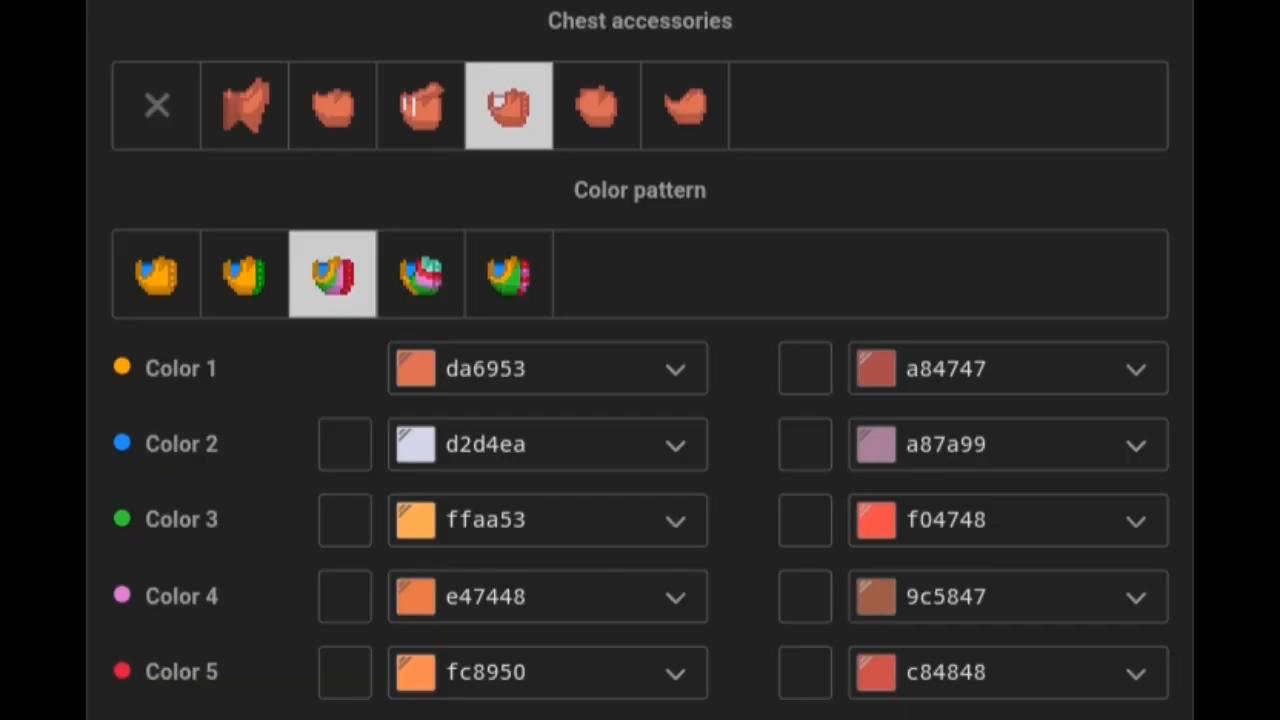 Chest accessories
Color pattern
Color 1 da6953 a84747
Color 2 d2d4ea a87a99
Color 3 ffaa53 f04748
Color 4 e47448 9c5847
Color 5 fc8950 c84848